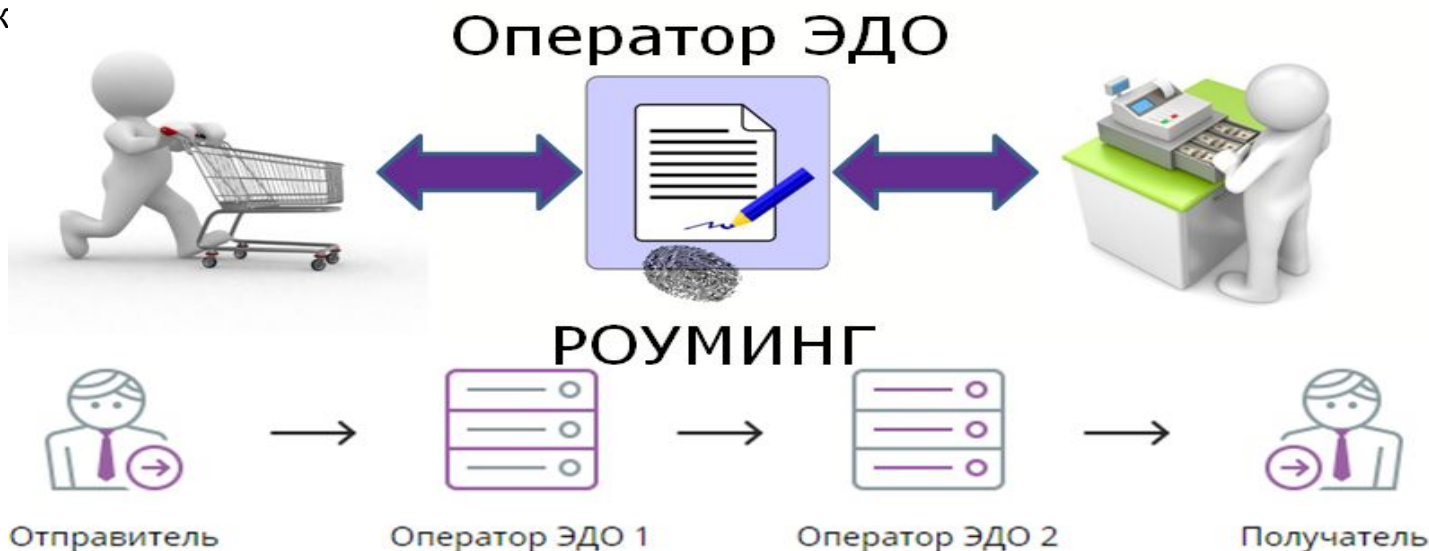 Оператор ЭДО
РОУМИНГ
Отправитель
Оператор ЭДО 1
Оператор ЭДО 2
Получатель